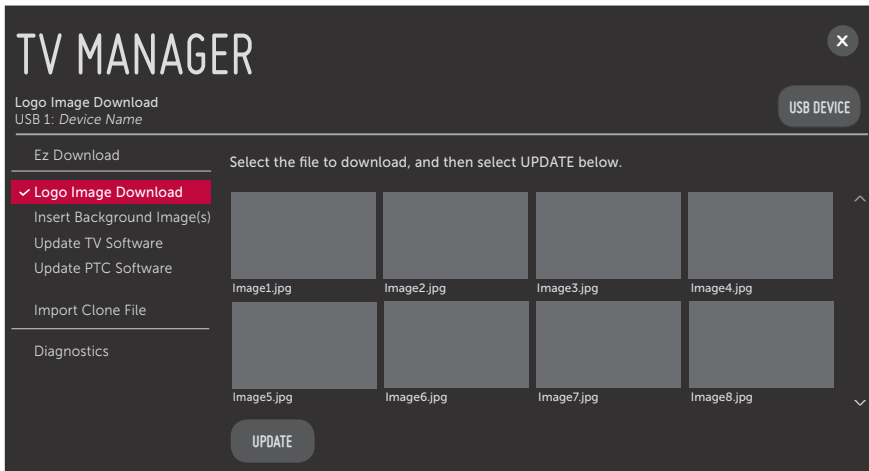 TV MANAGER
X
Logo Image Download
USB 1: Device Name
USB DEVICE
Ez Download
Logo Image Download
Insert Background Image(s)
Update TV Software
Update PTC Software
Import Clone File
Diagnostics
Select the file to download, and then select UPDATE below.
Image1.jpg Image2.jpg Image3.jpg Image4.jpg
Image5.jpg Image6.jpg Image7.jpg Image8.jpg
UPDATE